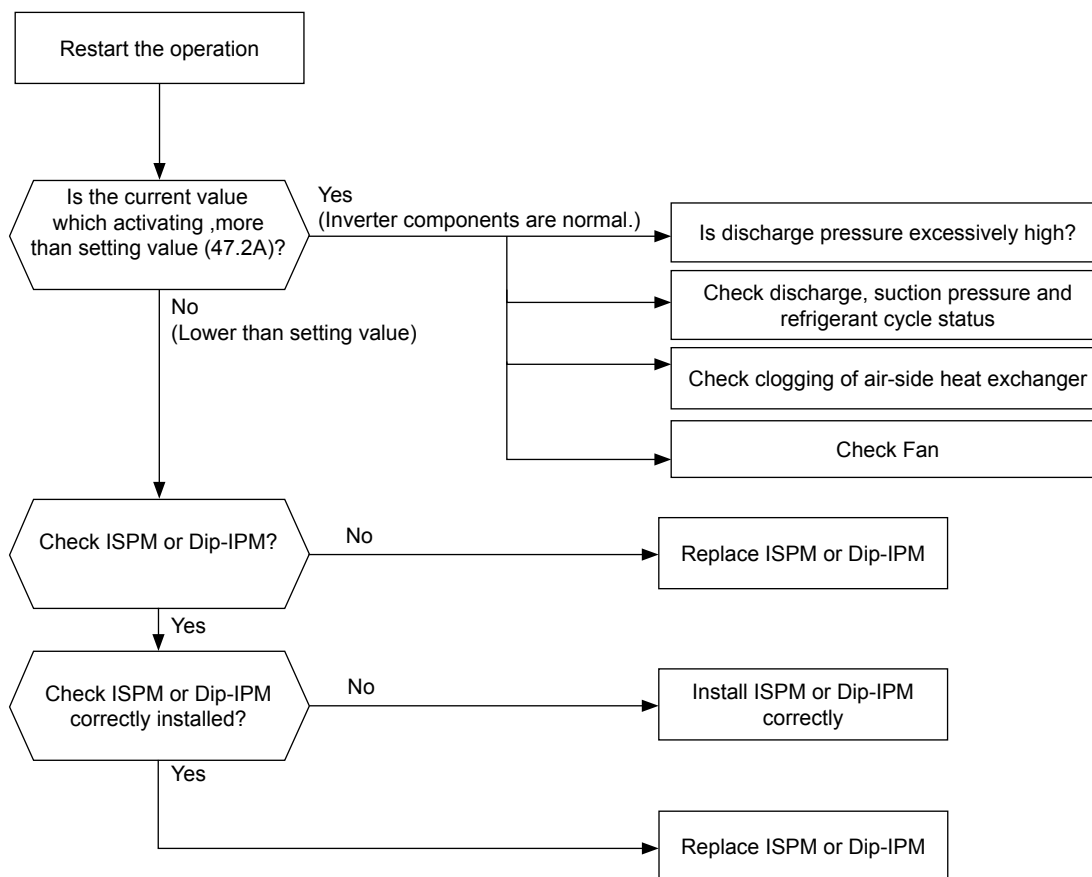 Restart the operation
Is the current value
which activating ,more
than setting value (47.2A)?
Yes
(Inverter components are normal.)
Is discharge pressure excessively high?
Check discharge, suction pressure and
refrigerant cycle status
No
(Lower than setting value)
Check clogging of air-side heat exchanger
Check Fan
Check ISPM or Dip-IPM?
No
Replace ISPM or Dip-IPM
Yes
Check ISPM or Dip-IPM
correctly installed?
No
Install ISPM or Dip-IPM
correctly
Yes
Replace ISPM or Dip-IPM